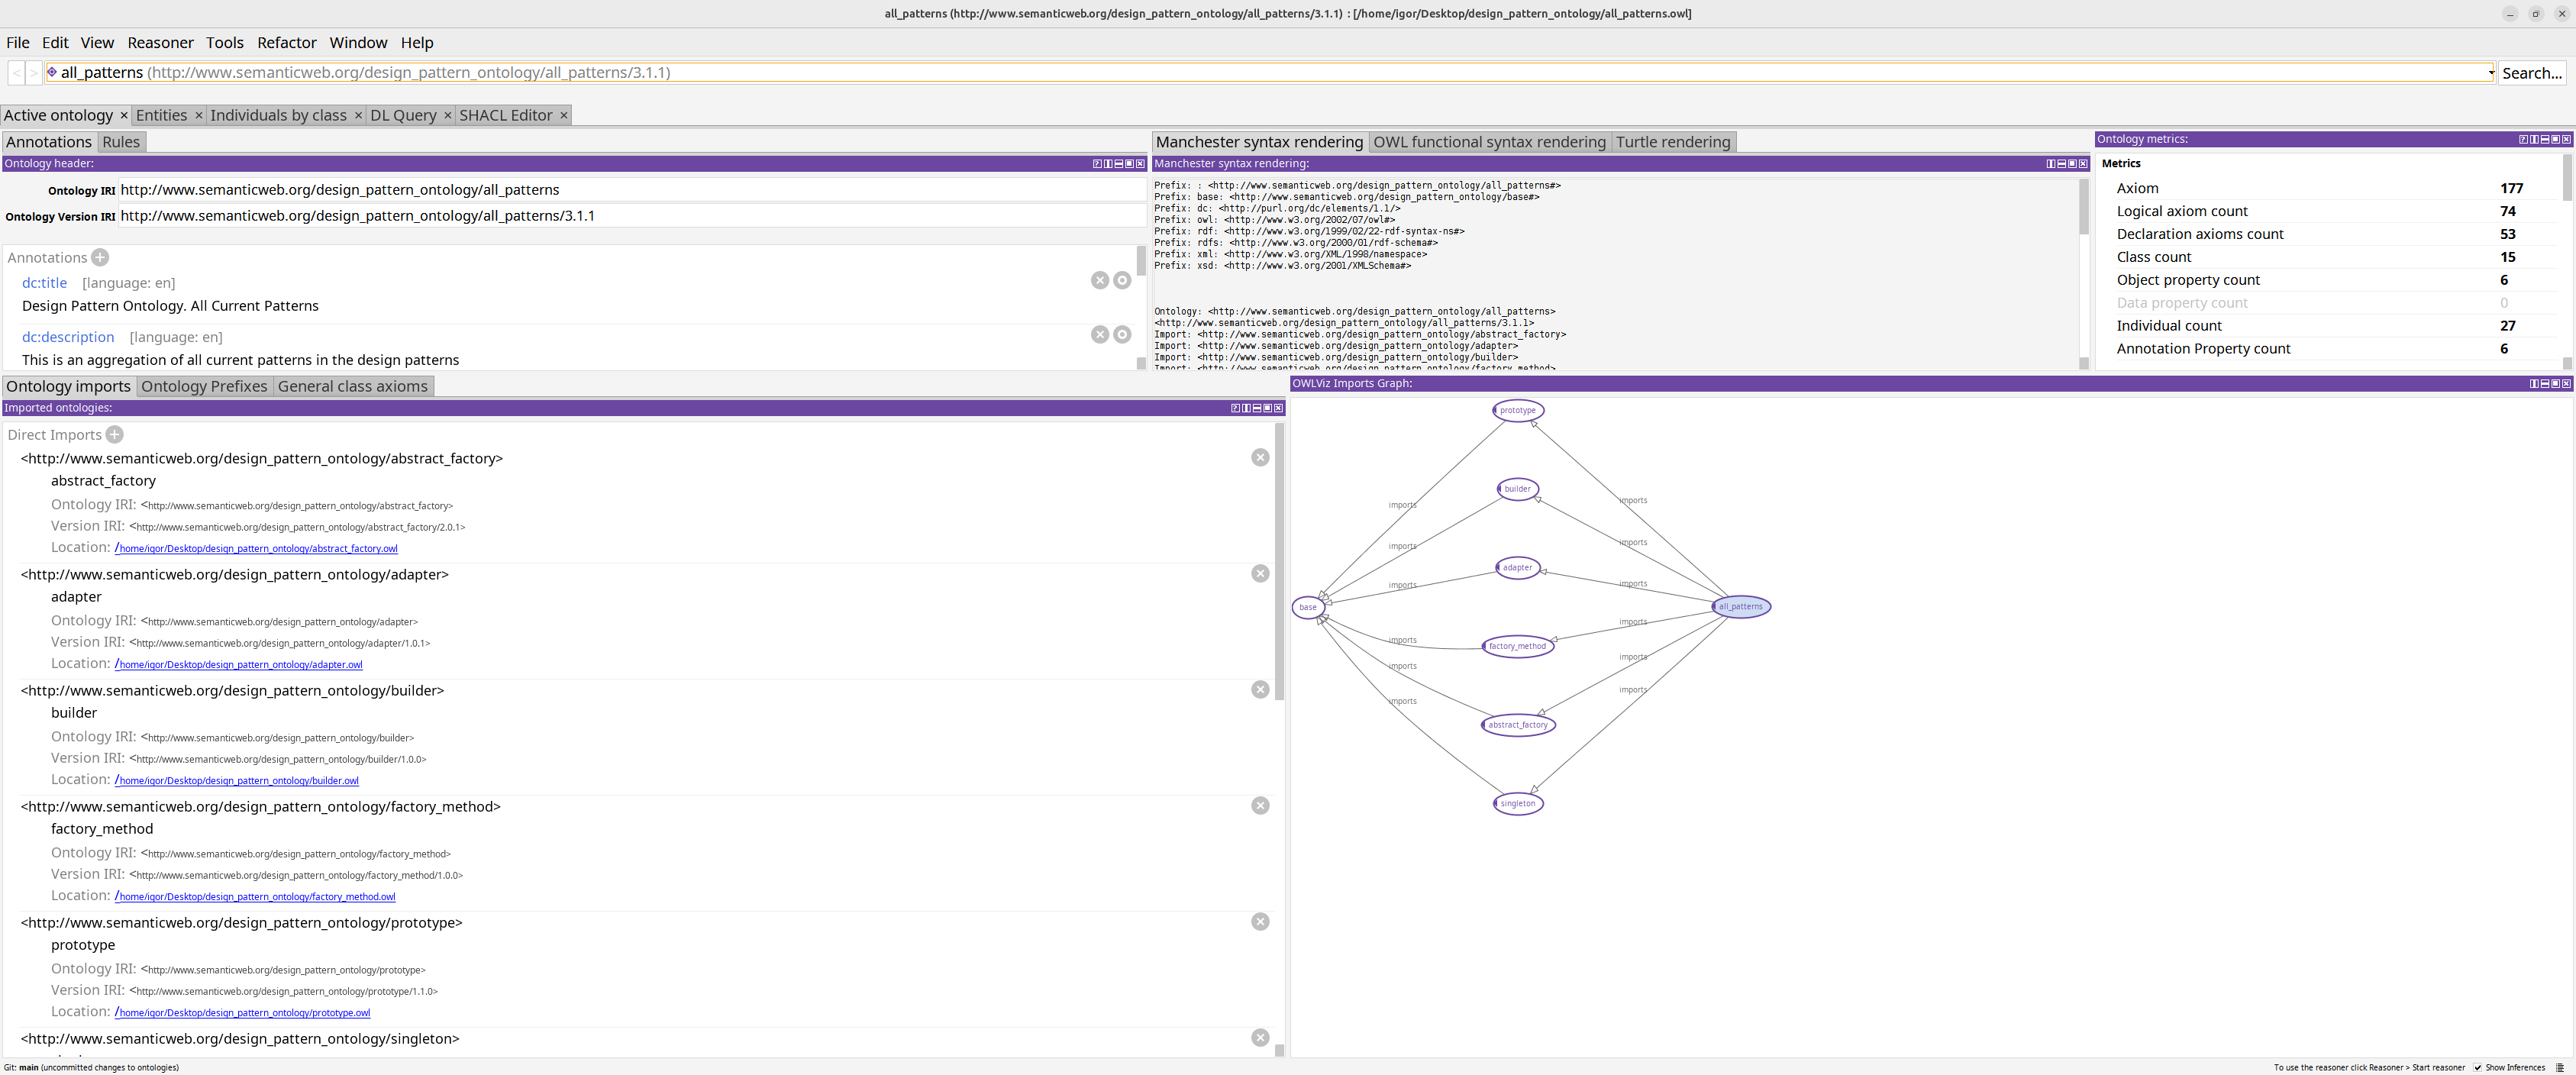 all_patterns (http://www.semanticweb.org/design_pattern_ontology/all_patterns/3.1.1) : [/home/igor/Desktop/design_pattern_ontology/all_patterns.owl]
File Edit View Reasoner Tools Refactor Window Help
< > all_patterns (http://www.semanticweb.org/design_pattern_ontology/all_patterns/3.1.1) Search...
Active ontology × Entities × Individuals by class × DL Query × SHACL Editor ×
Annotations Rules
Ontology header:
Ontology IRI http://www.semanticweb.org/design_pattern_ontology/all_patterns
Ontology Version IRI http://www.semanticweb.org/design_pattern_ontology/all_patterns/3.1.1
Annotations
dc:title [language: en]
Design Pattern Ontology. All Current Patterns
dc:description [language: en]
This is an aggregation of all current patterns in the design patterns
Manchester syntax rendering OWL functional syntax rendering Turtle rendering
Manchester syntax rendering:
Prefix: : <http://www.semanticweb.org/design_pattern_ontology/all_patterns#>
Prefix: base: <http://www.semanticweb.org/design_pattern_ontology/base#>
Prefix: dc: <http://purl.org/dc/elements/1.1/>
Prefix: owl: <http://www.w3.org/2002/07/owl#>
Prefix: rdf: <http://www.w3.org/1999/02/22-rdf-syntax-ns#>
Prefix: rdfs: <http://www.w3.org/2000/01/rdf-schema#>
Prefix: xml: <http://www.w3.org/XML/1998/namespace>
Prefix: xsd: <http://www.w3.org/2001/XMLSchema#>
Ontology: <http://www.semanticweb.org/design_pattern_ontology/all_patterns>
<http://www.semanticweb.org/design_pattern_ontology/all_patterns/3.1.1>
Import: <http://www.semanticweb.org/design_pattern_ontology/abstract_factory>
Import: <http://www.semanticweb.org/design_pattern_ontology/adapter>
Import: <http://www.semanticweb.org/design_pattern_ontology/builder>
Import: <http://www.semanticweb.org/design_pattern_ontology/factory_method>
Ontology metrics:
Metrics
Axiom 177
Logical axiom count 74
Declaration axioms count 53
Class count 15
Object property count 6
Data property count 0
Individual count 27
Annotation Property count 6
Ontology imports Ontology Prefixes General class axioms
Imported ontologies:
Direct Imports
<http://www.semanticweb.org/design_pattern_ontology/abstract_factory>
abstract_factory
Ontology IRI: <http://www.semanticweb.org/design_pattern_ontology/abstract_factory>
Version IRI: <http://www.semanticweb.org/design_pattern_ontology/abstract_factory/2.0.1>
Location: /home/igor/Desktop/design_pattern_ontology/abstract_factory.owl
<http://www.semanticweb.org/design_pattern_ontology/adapter>
adapter
Ontology IRI: <http://www.semanticweb.org/design_pattern_ontology/adapter>
Version IRI: <http://www.semanticweb.org/design_pattern_ontology/adapter/1.0.1>
Location: /home/igor/Desktop/design_pattern_ontology/adapter.owl
<http://www.semanticweb.org/design_pattern_ontology/builder>
builder
Ontology IRI: <http://www.semanticweb.org/design_pattern_ontology/builder>
Version IRI: <http://www.semanticweb.org/design_pattern_ontology/builder/1.0.0>
Location: /home/igor/Desktop/design_pattern_ontology/builder.owl
<http://www.semanticweb.org/design_pattern_ontology/factory_method>
factory_method
Ontology IRI: <http://www.semanticweb.org/design_pattern_ontology/factory_method>
Version IRI: <http://www.semanticweb.org/design_pattern_ontology/factory_method/1.0.0>
Location: /home/igor/Desktop/design_pattern_ontology/factory_method.owl
<http://www.semanticweb.org/design_pattern_ontology/prototype>
prototype
Ontology IRI: <http://www.semanticweb.org/design_pattern_ontology/prototype>
Version IRI: <http://www.semanticweb.org/design_pattern_ontology/prototype/1.1.0>
Location: /home/igor/Desktop/design_pattern_ontology/prototype.owl
<http://www.semanticweb.org/design_pattern_ontology/singleton>
OWLViz Imports Graph:
prototype
imports
imports
builder
imports
imports
adapter
imports
imports
base
all_patterns
imports
imports
factory_method
imports
imports
abstract_factory
imports
imports
singleton
Git: main (uncommitted changes to ontologies)
To use the reasoner click Reasoner > Start reasoner Show Inferences